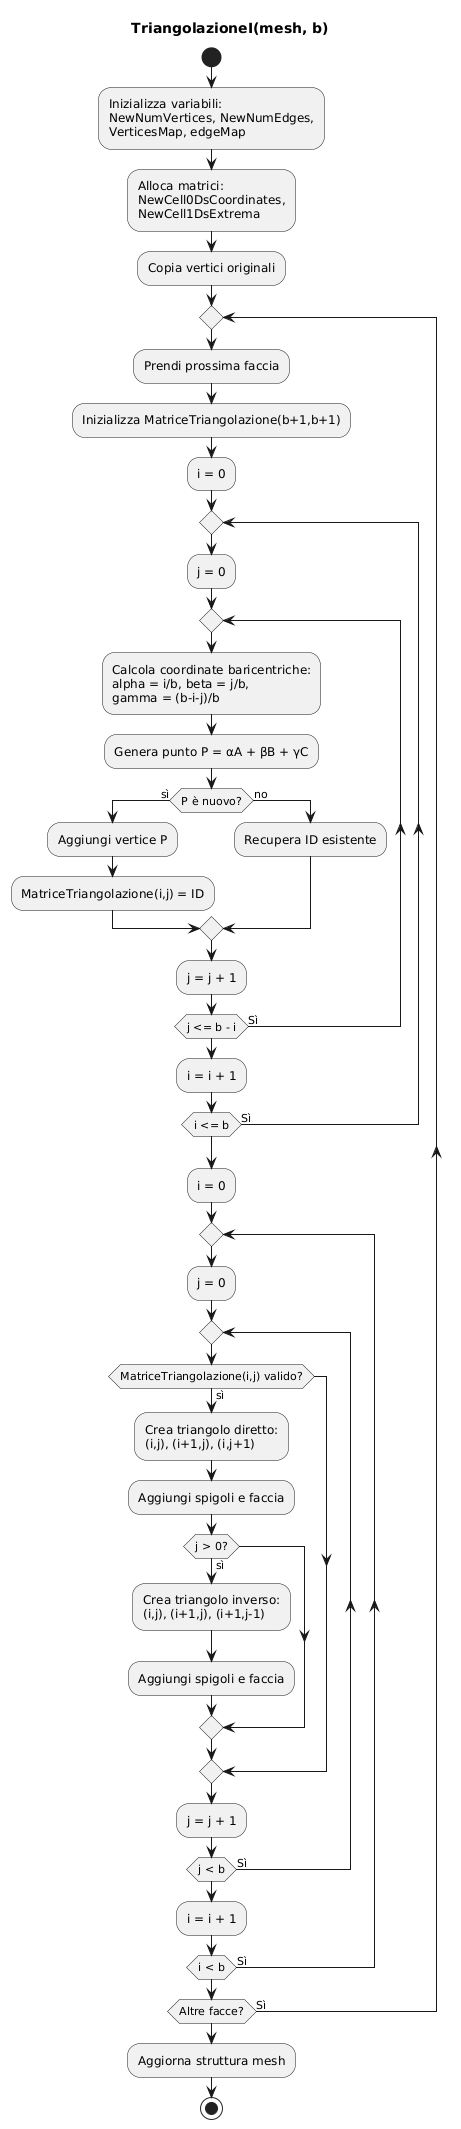 TriangolazioneI(mesh, b)
Inizializza variabili:
NewNumVertices, NewNumEdges,
VerticesMap, edgeMap
Alloca matrici:
NewCell0DsCoordinates,
NewCell1DsExtrema
Copia vertici originali
Prendi prossima faccia
Inizializza MatriceTriangolazione(b+1,b+1)
i = 0
j = 0
Calcola coordinate baricentriche:
alpha = i/b, beta = j/b,
gamma = (b-i-j)/b
Genera punto P = αA + βB + γC
sì
P è nuovo?
no
Aggiungi vertice P
Recupera ID esistente
MatriceTriangolazione(i,j) = ID
j = j + 1
j <= b - i
Sì
i = i + 1
i <= b
Sì
i = 0
j = 0
MatriceTriangolazione(i,j) valido?
sì
Crea triangolo diretto:
(i,j), (i+1,j), (i,j+1)
Aggiungi spigoli e faccia
j > 0?
sì
Crea triangolo inverso:
(i,j), (i+1,j), (i+1,j-1)
Aggiungi spigoli e faccia
j = j + 1
j < b
Sì
i = i + 1
i < b
Sì
Altre facce?
Sì
Aggiorna struttura mesh